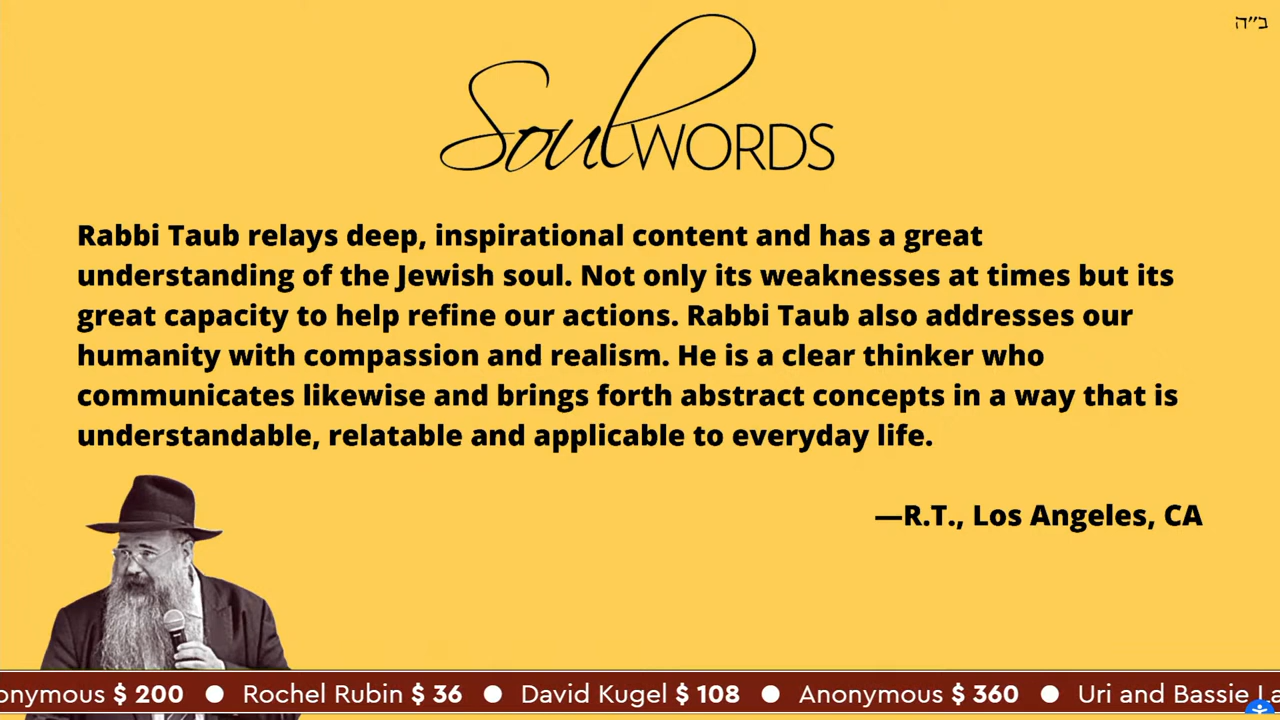 ב"ה
Soul WORDS
Rabbi Taub relays deep, inspirational content and has a great
understanding of the Jewish soul. Not only its weaknesses at times but its
great capacity to help refine our actions. Rabbi Taub also addresses our
humanity with compassion and realism. He is a clear thinker who
communicates likewise and brings forth abstract concepts in a way that is
understandable, relatable and applicable to everyday life.
—R.T., Los Angeles, CA
onymous $ 200 ● Rochel Rubin $ 36 ● David Kugel $ 108 ● Anonymous $ 360 ● Uri and Bassie